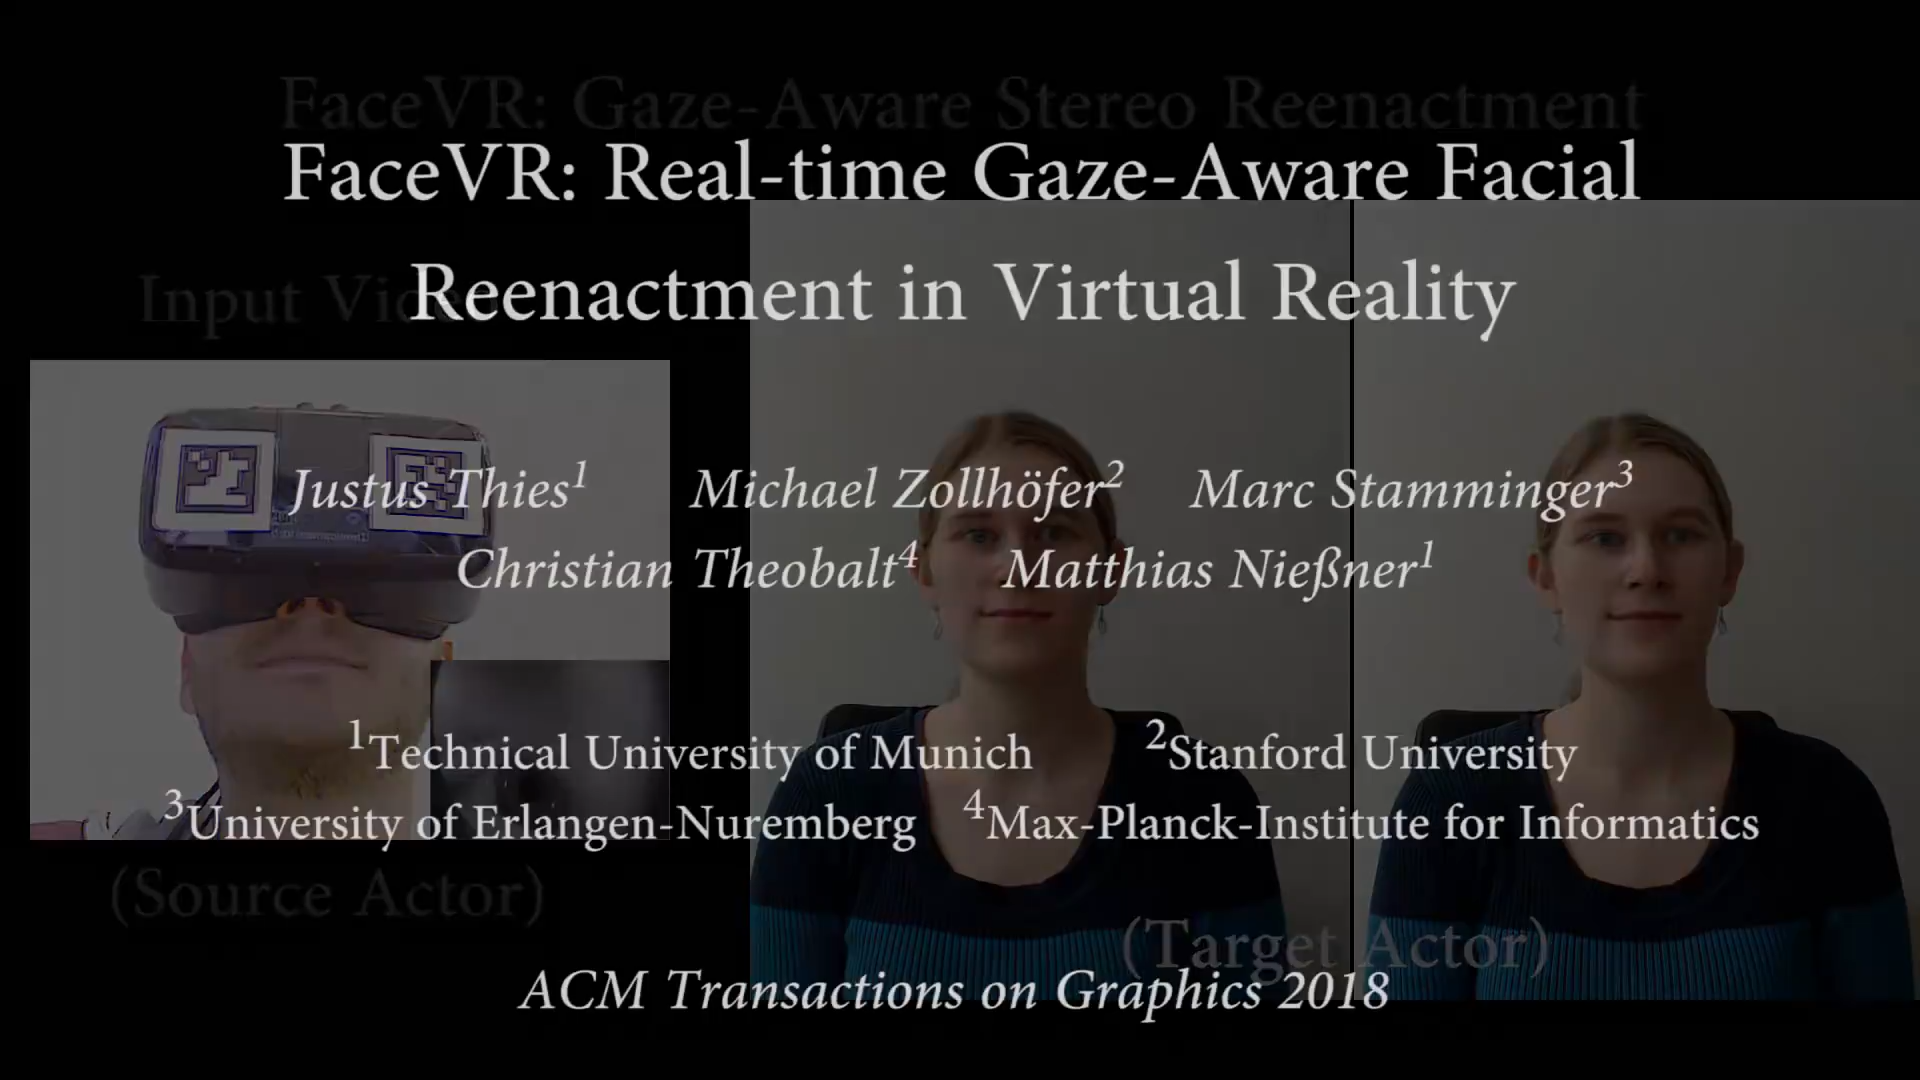 FaceVR: Gaze-Aware Stereo Reenactment
FaceVR: Real-time Gaze-Aware Facial
Reenactment in Virtual Reality
Input
Justus Thies¹ Michael Zollhöfer² Marc Stamminger³
Christian Theobalt⁴ Matthias Nießner¹
¹Technical University of Munich ²Stanford University
³University of Erlangen-Nuremberg ⁴Max-Planck-Institute for Informatics
(Source Actor)
(Target Actor)
ACM Transactions on Graphics 2018